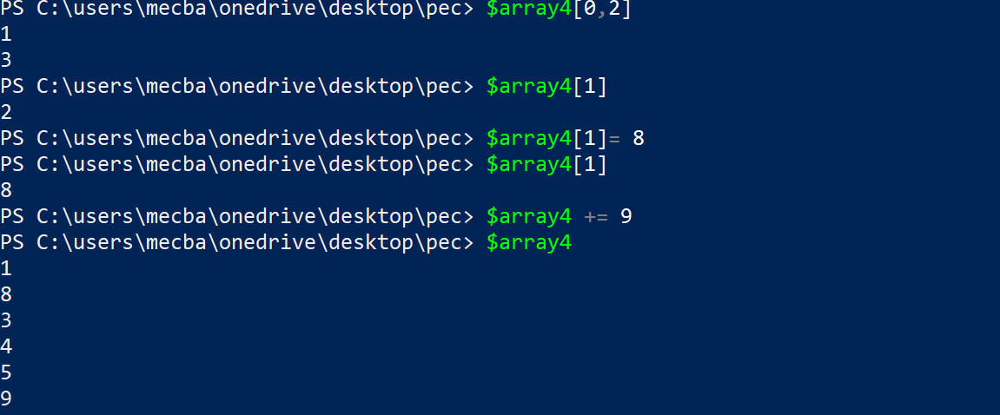 PS C:\users\mecba\onedrive\desktop\pec> $array4[0,2]
1
3
PS C:\users\mecba\onedrive\desktop\pec> $array4[1]
2
PS C:\users\mecba\onedrive\desktop\pec> $array4[1]= 8
PS C:\users\mecba\onedrive\desktop\pec> $array4[1]
8
PS C:\users\mecba\onedrive\desktop\pec> $array4 += 9
PS C:\users\mecba\onedrive\desktop\pec> $array4
1
8
3
4
5
9